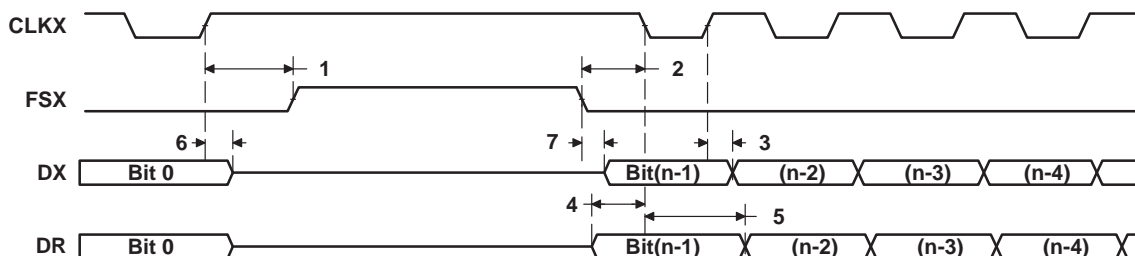 CLKX
1 2
FSX
6 7 3
DX Bit 0 Bit(n-1) (n-2) (n-3) (n-4)
4 5
DR Bit 0 Bit(n-1) (n-2) (n-3) (n-4)